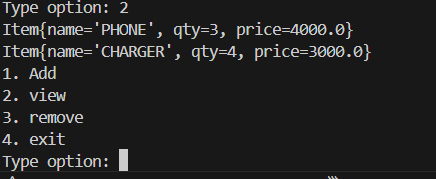 Type option: 2
Item{name='PHONE', qty=3, price=4000.0}
Item{name='CHARGER', qty=4, price=3000.0}
1. Add
2. view
3. remove
4. exit
Type option: